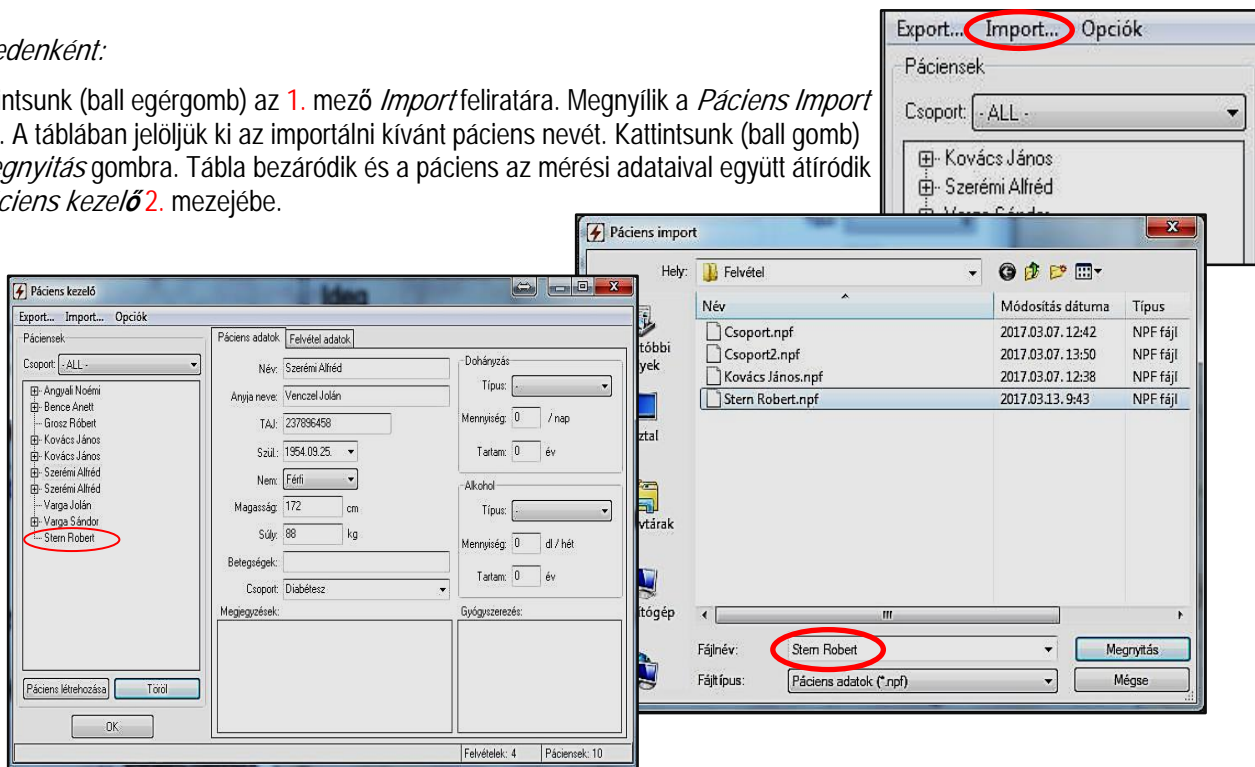 edenként:
intsunk (ball egérgomb) az 1. mező Import feliratára. Megnyílik a Páciens Import
. A táblában jelöljük ki az importálni kívánt páciens nevét. Kattintsunk (ball gomb)
egnyitás gombra. Tábla bezáródik és a páciens az mérési adataival együtt átíródik
ciens kezelő 2. mezejébe.
Export... Import... Opciók
Páciensek
Csoport: - ALL -
Kovács János
Szerémi Alfréd
Páciens import
Hely: Felvétel
Név Módosítás dátuma Típus
Csoport.npf 2017.03.07. 12:42 NPF fájl
Csoport2.npf 2017.03.07. 13:50 NPF fájl
Kovács János.npf 2017.03.07. 12:38 NPF fájl
Stern Robert.npf 2017.03.13. 9:43 NPF fájl
tóbbi
yek
ztal
vtárak
ítógép
Fájlnév: Stern Robert Megnyitás
Fájltípus: Páciens adatok (*.npf) Mégse
Páciens kezelő
Export... Import... Opciók
Páciensek
Csoport: - ALL -
Angyali Noémi
Bence Anett
Grosz Róbert
Kovács János
Kovács János
Szerémi Alfréd
Szerémi Alfréd
Varga Jolán
Varga Sándor
Stern Robert
Páciens létrehozása Töröl
OK
Páciens adatok Felvétel adatok
Név: Szerémi Alfréd
Anyja neve: Venczel Jolán
TAJ: 237896458
Szül.: 1954.09.25.
Nem: Férfi
Magasság: 172 cm
Súly: 88 kg
Betegségek:
Csoport: Diabétesz
Megjegyzések:
Dohányzás
Típus: -
Mennyiség: 0 / nap
Tartam: 0 év
Alkohol
Típus: -
Mennyiség: 0 dl / hét
Tartam: 0 év
Gyógyszerezés:
Felvételek: 4 Páciensek: 10